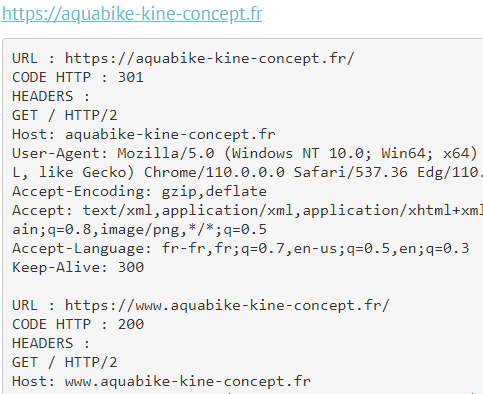 https://aquabike-kine-concept.fr
URL : https://aquabike-kine-concept.fr/
CODE HTTP : 301
HEADERS :
GET / HTTP/2
Host: aquabike-kine-concept.fr
User-Agent: Mozilla/5.0 (Windows NT 10.0; Win64; x64)
L, like Gecko) Chrome/110.0.0.0 Safari/537.36 Edg/110.
Accept-Encoding: gzip,deflate
Accept: text/xml,application/xml,application/xhtml+xml
ain;q=0.8,image/png,*/*;q=0.5
Accept-Language: fr-fr,fr;q=0.7,en-us;q=0.5,en;q=0.3
Keep-Alive: 300
URL : https://www.aquabike-kine-concept.fr/
CODE HTTP : 200
HEADERS :
GET / HTTP/2
Host: www.aquabike-kine-concept.fr